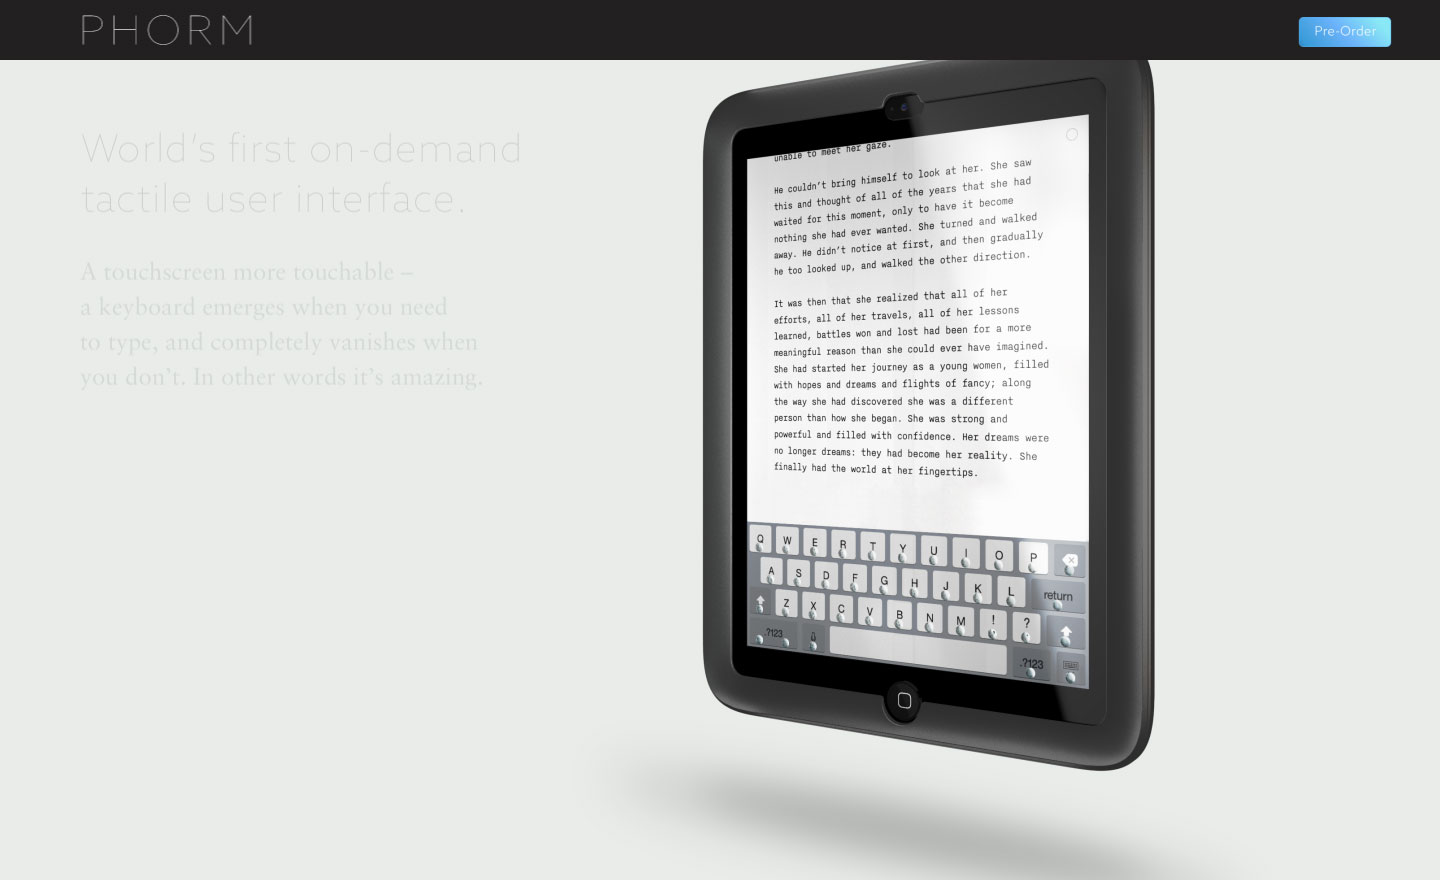 PHORM
Pre-Order
World's first on-demand
tactile user interface.
A touchscreen more touchable –
a keyboard emerges when you need
to type, and completely vanishes when
you don't. In other words it's amazing.
unable to meet her gaze.
He couldn't bring himself to look at her. She saw
this and thought of all of the years that she had
waited for this moment, only to have it become
nothing she had ever wanted. She turned and walked
away. He didn't notice at first, and then gradually
he too looked up, and walked the other direction.
It was then that she realized that all of her
efforts, all of her travels, all of her lessons
learned, battles won and lost had been for a more
meaningful reason than she could ever have imagined.
She had started her journey as a young women, filled
with hopes and dreams and flights of fancy; along
the way she had discovered she was a different
person than how she began. She was strong and
powerful and filled with confidence. Her dreams were
no longer dreams: they had become her reality. She
finally had the world at her fingertips.
Q W E R T Y U I O P
A S D F G H J K L return
Z X C V B N M ! ?
.?123 .?123